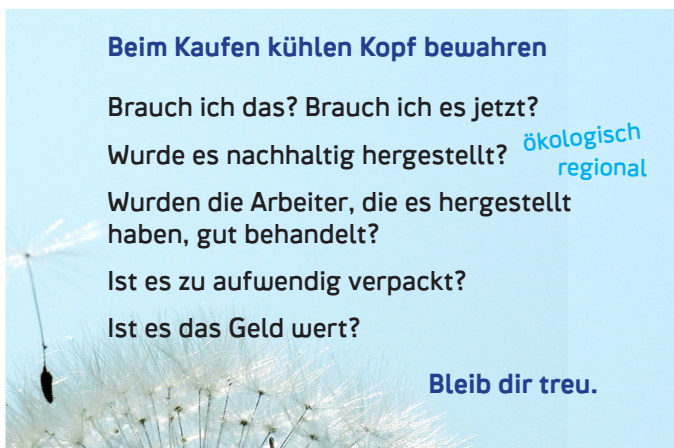 Beim Kaufen kühlen Kopf bewahren
Brauch ich das? Brauch ich es jetzt?
Wurde es nachhaltig hergestellt?
ökologisch
regional
Wurden die Arbeiter, die es hergestellt
haben, gut behandelt?
Ist es zu aufwendig verpackt?
Ist es das Geld wert?
Bleib dir treu.